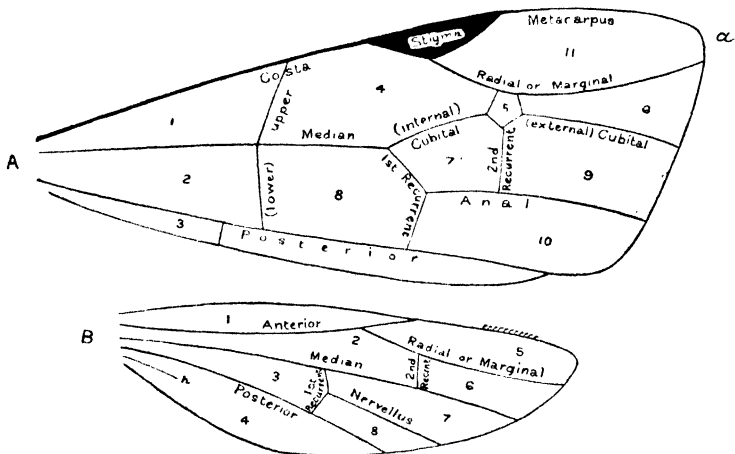 Metacarpus
α
Stigma
11
Radial or Marginal
Costa
4
upper
1
Median
(internal)
Cubital
5
6
(external) Cubital
A
7
2nd
Recurrent
9
2
(lower)
8
1st Recurrent
Anal
3
Posterior
10
1
Anterior
B
2
Radial or Marginal
5
Median
2nd
Recrnt
6
3
1st
Recurrent
Nervellus
7
h
Posterior
4
8